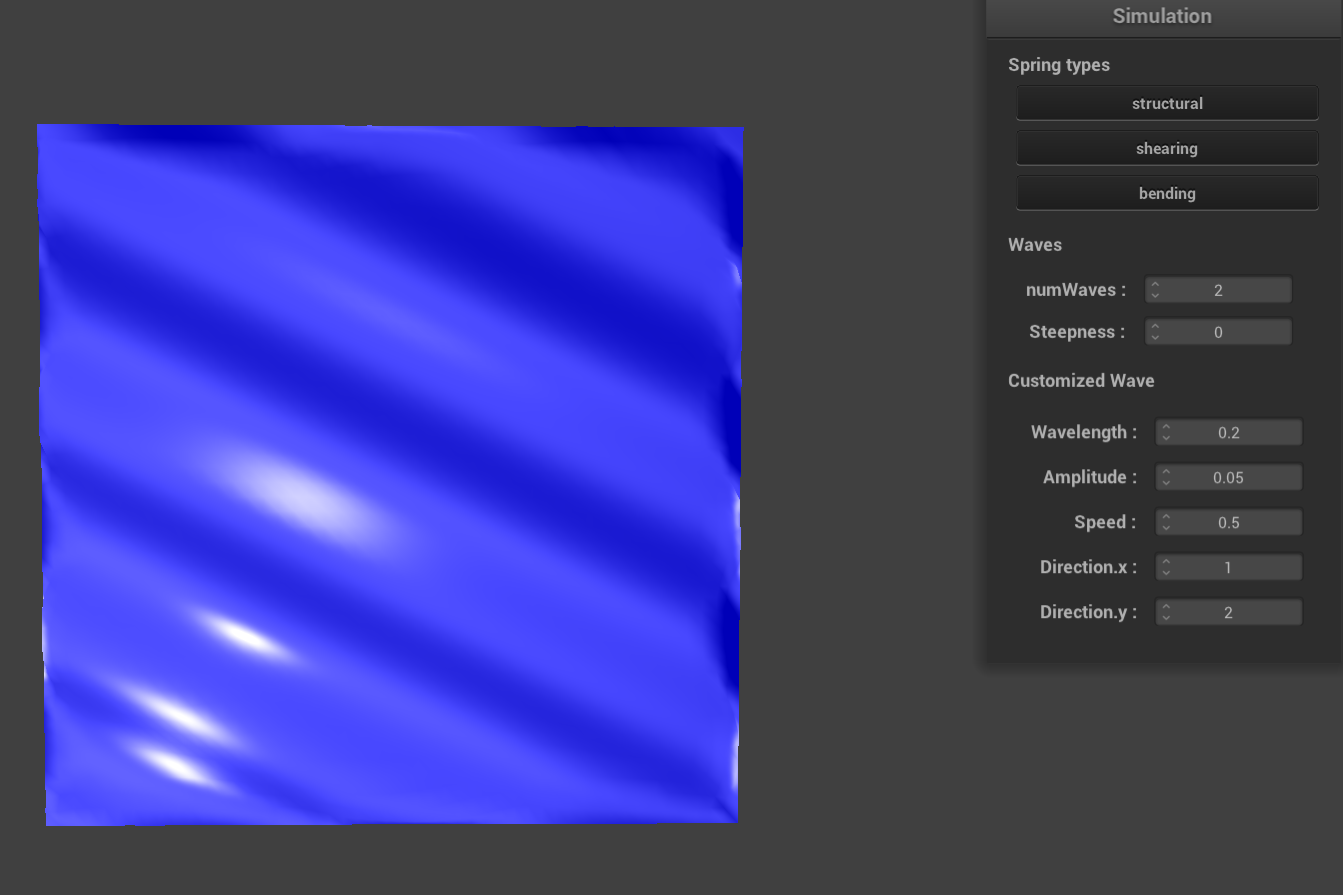 Simulation
Spring types
structural
shearing
bending
Waves
numWaves : 2
Steepness : 0
Customized Wave
Wavelength : 0.2
Amplitude : 0.05
Speed : 0.5
Direction.x : 1
Direction.y : 2